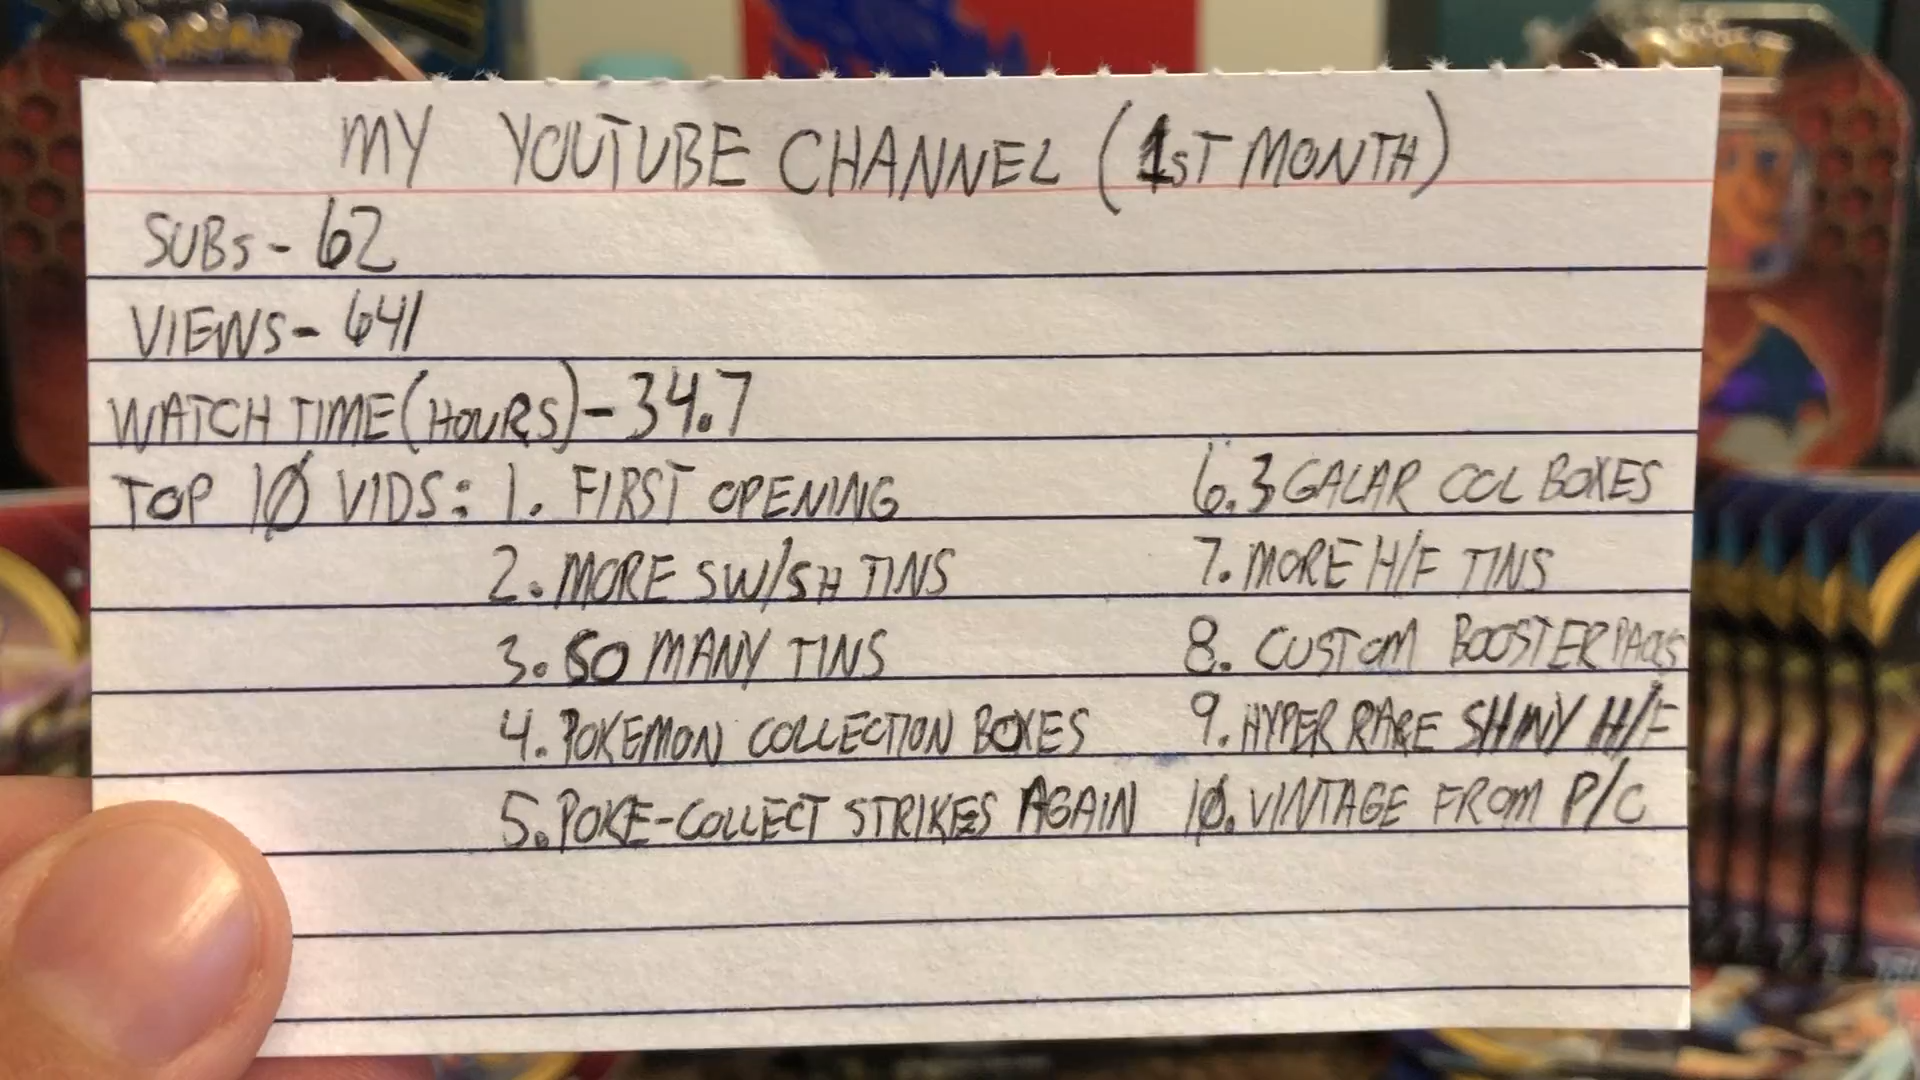 MY YOUTUBE CHANNEL (1ST MONTH)
SUBS - 62
VIEWS - 641
WATCH TIME (HOURS) - 34.7
TOP 10 VIDS: 1. FIRST OPENING
2. MORE SW/SH TINS
3. SO MANY TINS
4. POKEMON COLLECTION BOXES
5. POKE-COLLECT STRIKES AGAIN
6. 3 GALAR COL BOXES
7. MORE H/F TINS
8. CUSTOM BOOSTER PACKS
9. HYPER RARE SHINY H/F
10. VINTAGE FROM P/C
POKÉMON